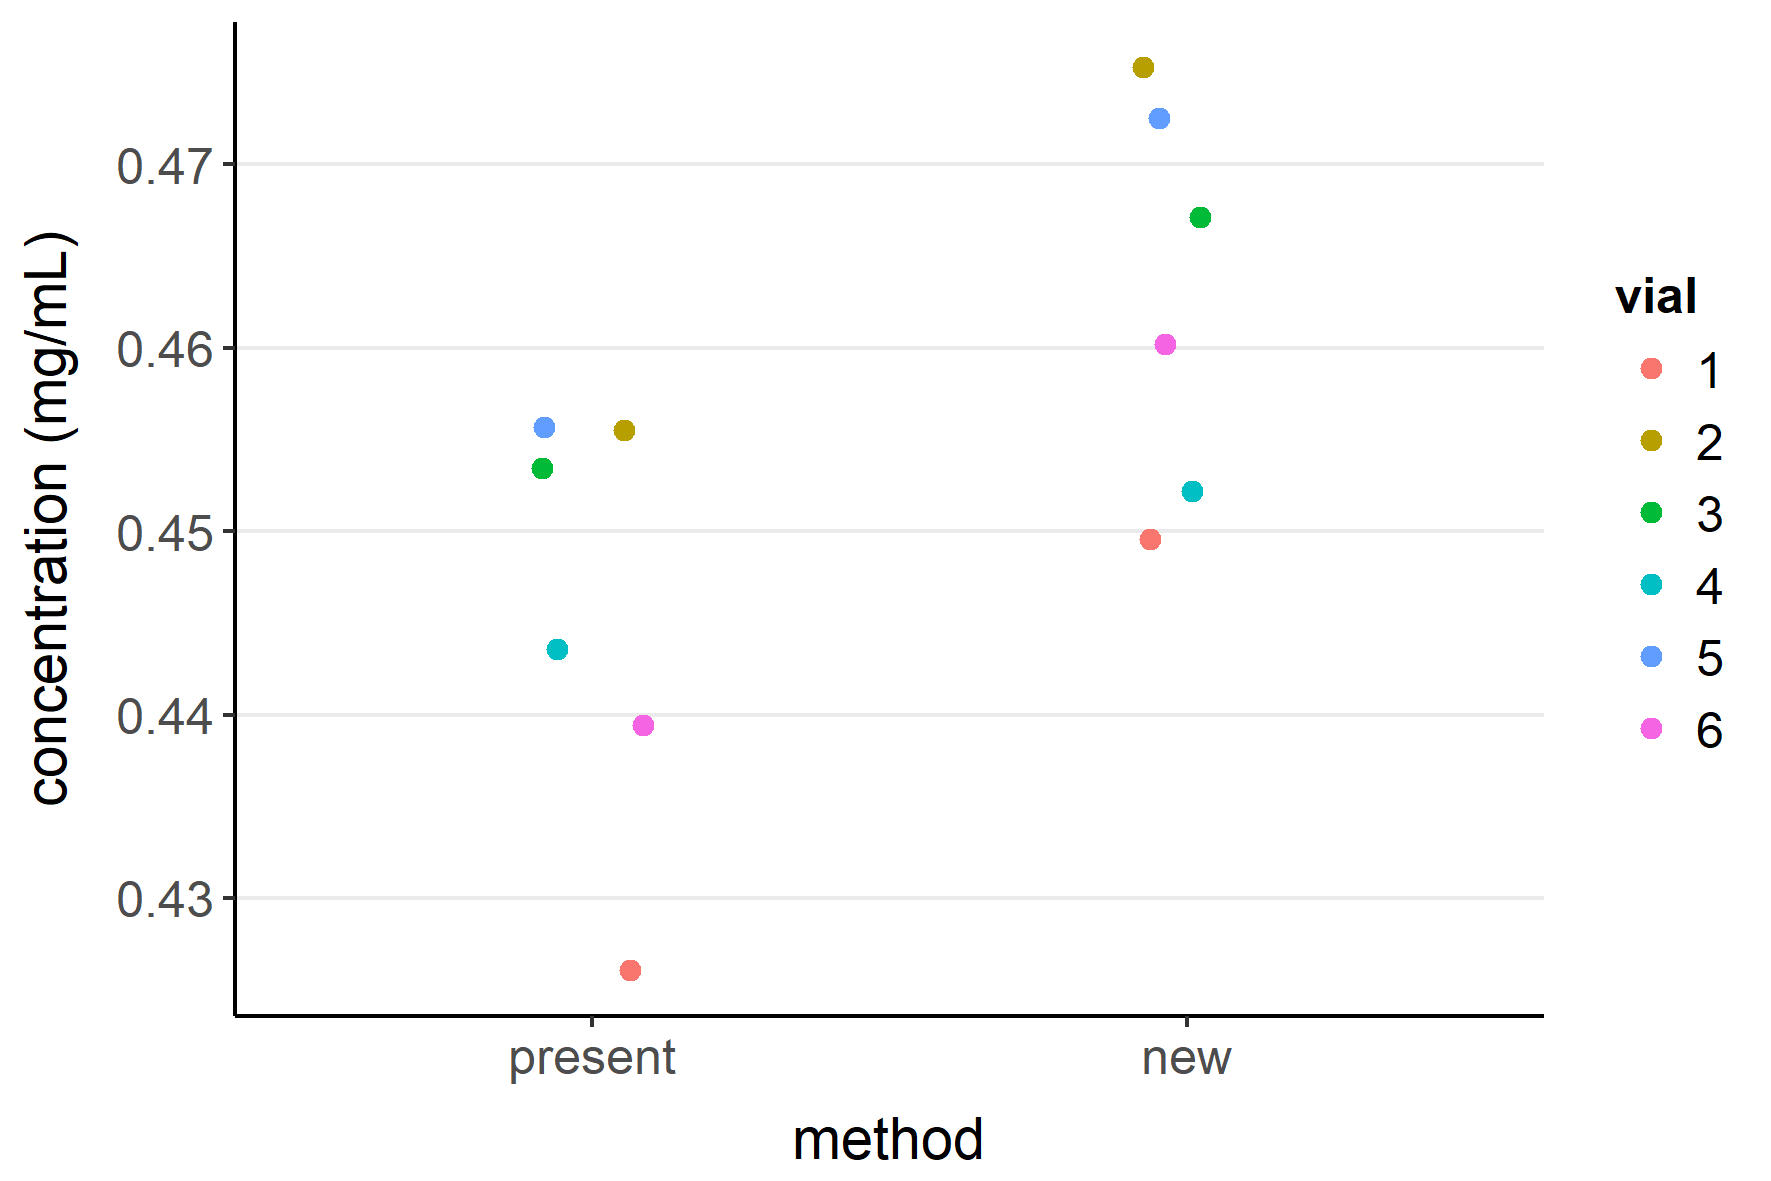 concentration (mg/mL)
0.47
0.46
0.45
0.44
0.43
present
new
method
vial
1
2
3
4
5
6